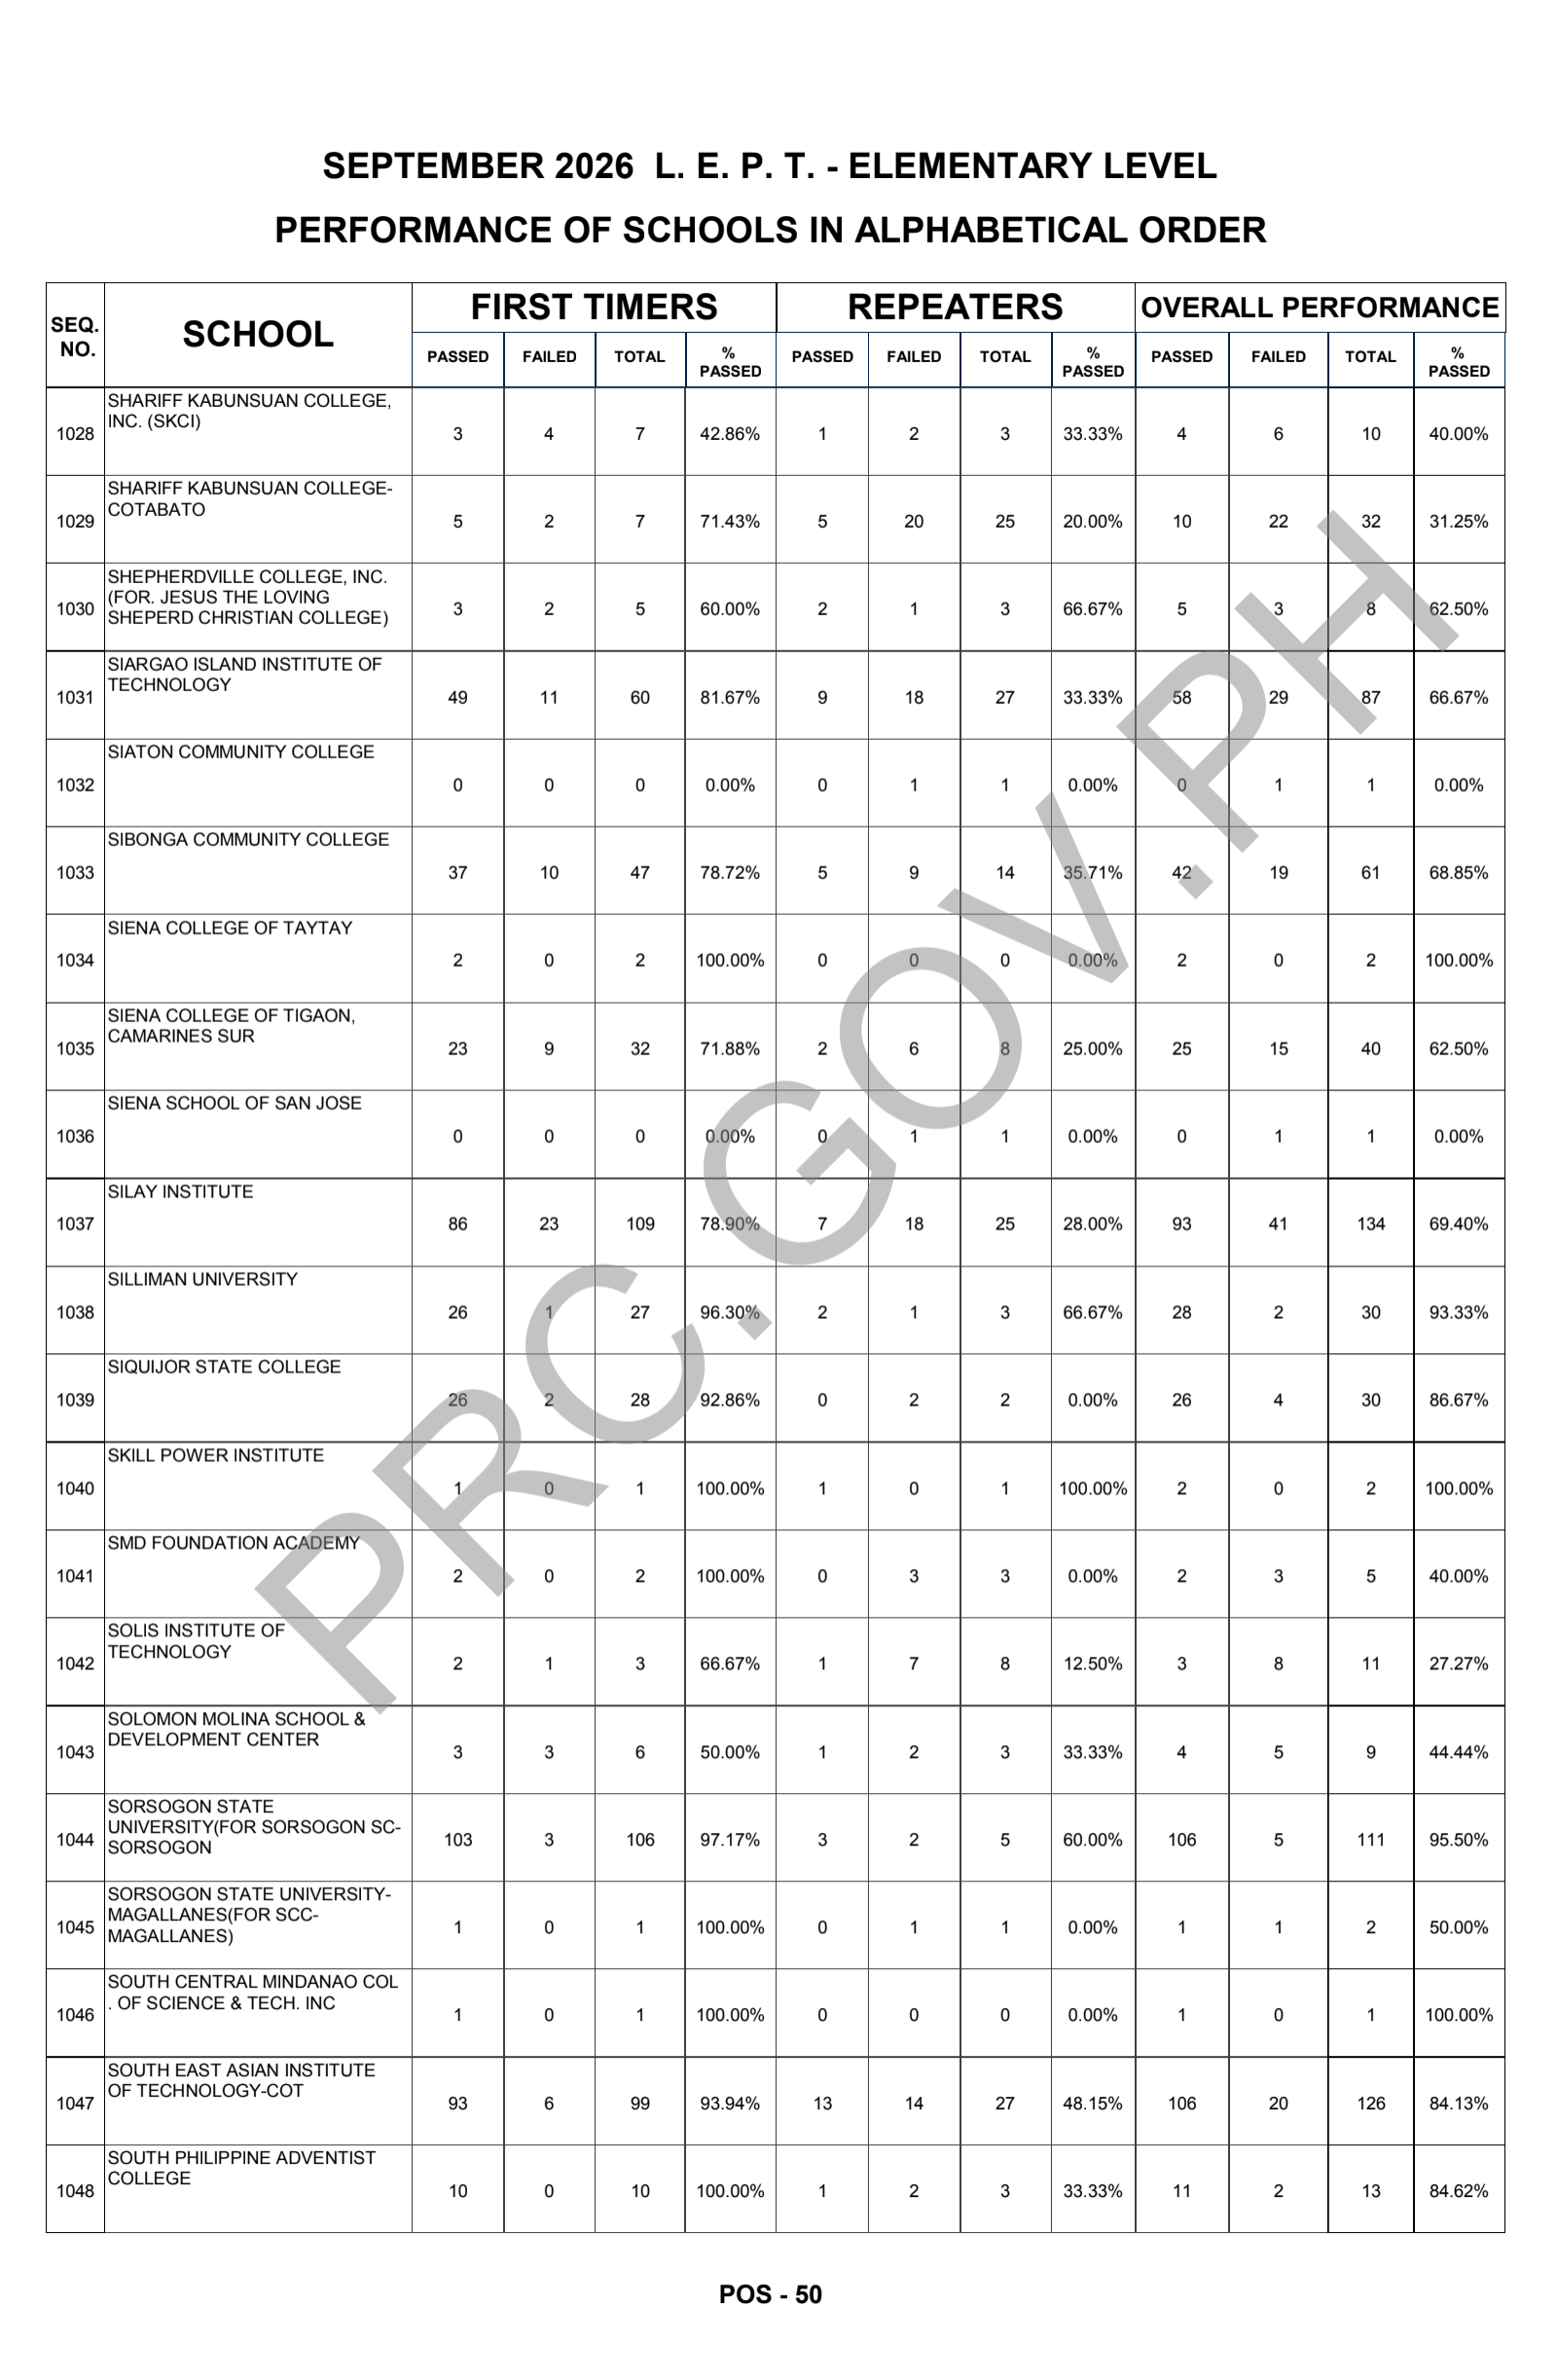 SEPTEMBER 2026 L. E. P. T. - ELEMENTARY LEVEL
PERFORMANCE OF SCHOOLS IN ALPHABETICAL ORDER
SEQ. NO. SCHOOL FIRST TIMERS REPEATERS OVERALL PERFORMANCE
PASSED FAILED TOTAL % PASSED PASSED FAILED TOTAL % PASSED PASSED FAILED TOTAL % PASSED
SHARIFF KABUNSUAN COLLEGE,
INC. (SKCI)
1028 3 4 7 42.86% 1 2 3 33.33% 4 6 10 40.00%
SHARIFF KABUNSUAN COLLEGE-
COTABATO
1029 5 2 7 71.43% 5 20 25 20.00% 10 22 32 31.25%
SHEPHERDVILLE COLLEGE, INC.
(FOR. JESUS THE LOVING
SHEPERD CHRISTIAN COLLEGE)
1030 3 2 5 60.00% 2 1 3 66.67% 5 3 8 62.50%
SIARGAO ISLAND INSTITUTE OF
TECHNOLOGY
1031 49 11 60 81.67% 9 18 27 33.33% 58 29 87 66.67%
SIATON COMMUNITY COLLEGE
1032 0 0 0 0.00% 0 1 1 0.00% 0 1 1 0.00%
SIBONGA COMMUNITY COLLEGE
1033 37 10 47 78.72% 5 9 14 35.71% 42 19 61 68.85%
SIENA COLLEGE OF TAYTAY
1034 2 0 2 100.00% 0 0 0 0.00% 2 0 2 100.00%
SIENA COLLEGE OF TIGAON,
CAMARINES SUR
1035 23 9 32 71.88% 2 6 8 25.00% 25 15 40 62.50%
SIENA SCHOOL OF SAN JOSE
1036 0 0 0 0.00% 0 1 1 0.00% 0 1 1 0.00%
SILAY INSTITUTE
1037 86 23 109 78.90% 7 18 25 28.00% 93 41 134 69.40%
SILLIMAN UNIVERSITY
1038 26 1 27 96.30% 2 1 3 66.67% 28 2 30 93.33%
SIQUIJOR STATE COLLEGE
1039 26 2 28 92.86% 0 2 2 0.00% 26 4 30 86.67%
SKILL POWER INSTITUTE
1040 1 0 1 100.00% 1 0 1 100.00% 2 0 2 100.00%
SMD FOUNDATION ACADEMY
1041 2 0 2 100.00% 0 3 3 0.00% 2 3 5 40.00%
SOLIS INSTITUTE OF
TECHNOLOGY
1042 2 1 3 66.67% 1 7 8 12.50% 3 8 11 27.27%
SOLOMON MOLINA SCHOOL &
DEVELOPMENT CENTER
1043 3 3 6 50.00% 1 2 3 33.33% 4 5 9 44.44%
SORSOGON STATE
UNIVERSITY(FOR SORSOGON SC-
SORSOGON
1044 103 3 106 97.17% 3 2 5 60.00% 106 5 111 95.50%
SORSOGON STATE UNIVERSITY-
MAGALLANES(FOR SCC-
MAGALLANES)
1045 1 0 1 100.00% 0 1 1 0.00% 1 1 2 50.00%
SOUTH CENTRAL MINDANAO COL
. OF SCIENCE & TECH. INC
1046 1 0 1 100.00% 0 0 0 0.00% 1 0 1 100.00%
SOUTH EAST ASIAN INSTITUTE
OF TECHNOLOGY-COT
1047 93 6 99 93.94% 13 14 27 48.15% 106 20 126 84.13%
SOUTH PHILIPPINE ADVENTIST
COLLEGE
1048 10 0 10 100.00% 1 2 3 33.33% 11 2 13 84.62%
PRC.GOV.PH
POS - 50